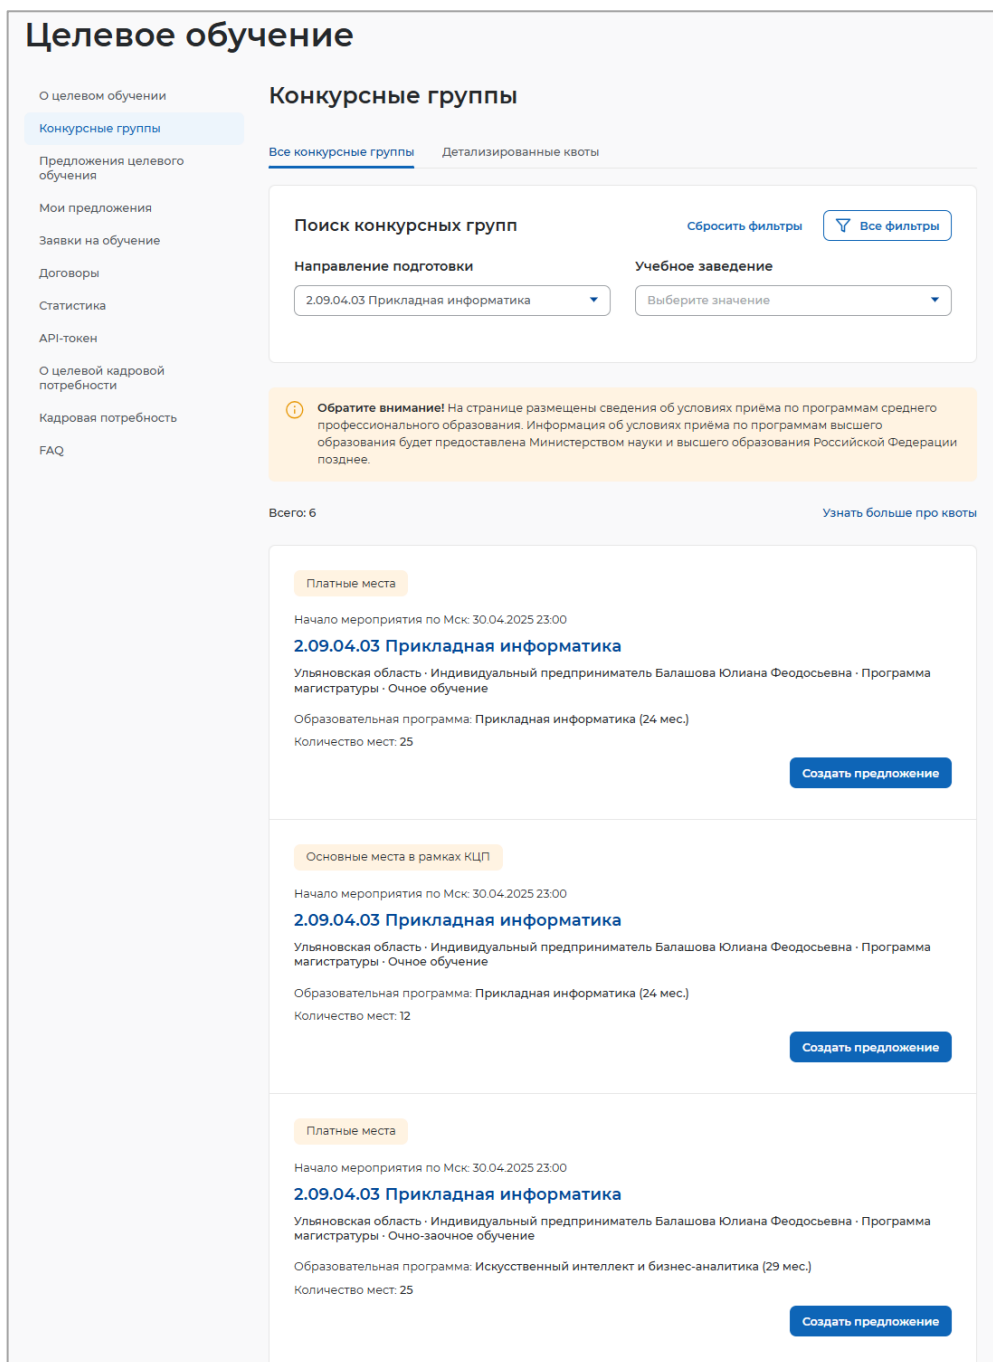 Целевое обучение
О целевом обучении
Конкурсные группы
Предложения целевого
обучения
Мои предложения
Заявки на обучение
Договоры
Статистика
API-токен
О целевой кадровой
потребности
Кадровая потребность
FAQ
Конкурсные группы
Все конкурсные группы Детализированные квоты
Поиск конкурсных групп Сбросить фильтры Все фильтры
Направление подготовки Учебное заведение
2.09.04.03 Прикладная информатика Выберите значение
Обратите внимание! На странице размещены сведения об условиях приёма по программам среднего
профессионального образования. Информация об условиях приёма по программам высшего
образования будет предоставлена Министерством науки и высшего образования Российской Федерации
позднее.
Всего: 6 Узнать больше про квоты
Платные места
Начало мероприятия по Мск: 30.04.2025 23:00
2.09.04.03 Прикладная информатика
Ульяновская область · Индивидуальный предприниматель Балашова Юлиана Феодосьевна · Программа
магистратуры · Очное обучение
Образовательная программа: Прикладная информатика (24 мес.)
Количество мест: 25
Создать предложение
Основные места в рамках КЦП
Начало мероприятия по Мск: 30.04.2025 23:00
2.09.04.03 Прикладная информатика
Ульяновская область · Индивидуальный предприниматель Балашова Юлиана Феодосьевна · Программа
магистратуры · Очное обучение
Образовательная программа: Прикладная информатика (24 мес.)
Количество мест: 12
Создать предложение
Платные места
Начало мероприятия по Мск: 30.04.2025 23:00
2.09.04.03 Прикладная информатика
Ульяновская область · Индивидуальный предприниматель Балашова Юлиана Феодосьевна · Программа
магистратуры · Очно-заочное обучение
Образовательная программа: Искусственный интеллект и бизнес-аналитика (29 мес.)
Количество мест: 25
Создать предложение